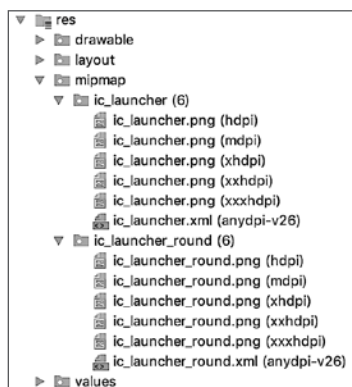 res
drawable
layout
mipmap
ic_launcher (6)
ic_launcher.png (hdpi)
ic_launcher.png (mdpi)
ic_launcher.png (xhdpi)
ic_launcher.png (xxhdpi)
ic_launcher.png (xxxhdpi)
ic_launcher.xml (anydpi-v26)
ic_launcher_round (6)
ic_launcher_round.png (hdpi)
ic_launcher_round.png (mdpi)
ic_launcher_round.png (xhdpi)
ic_launcher_round.png (xxhdpi)
ic_launcher_round.png (xxxhdpi)
ic_launcher_round.xml (anydpi-v26)
values